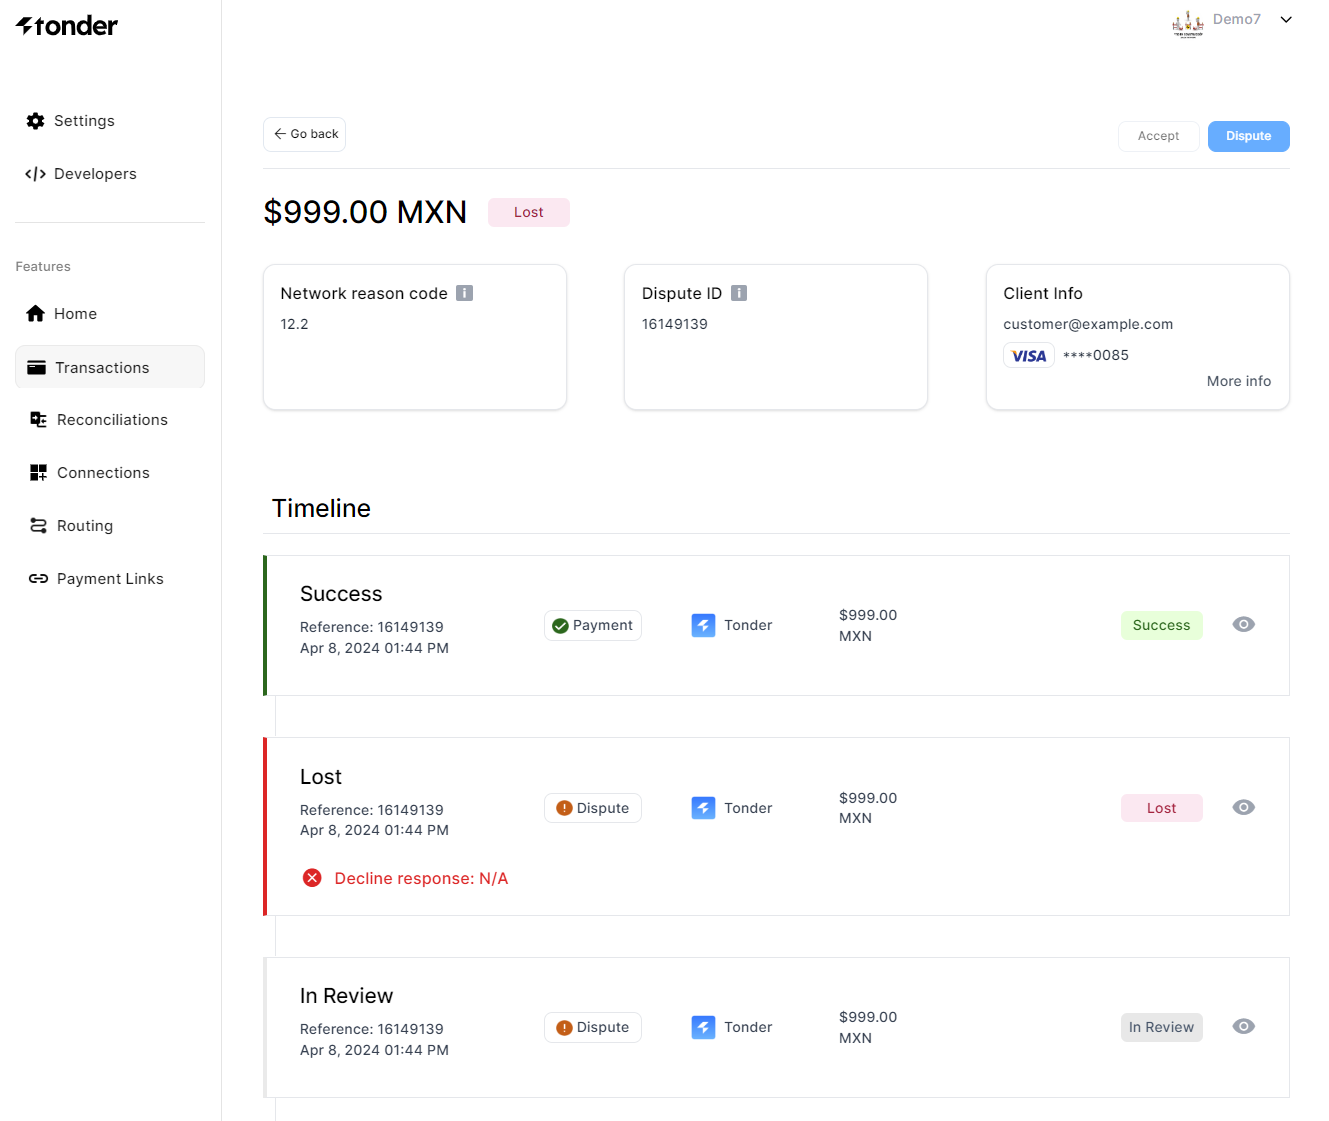 tonder
Demo7
Settings
Developers
Features
Home
Transactions
Reconciliations
Connections
Routing
Payment Links
Go back
Accept
Dispute
$999.00 MXN
Lost
Network reason code
12.2
Dispute ID
16149139
Client Info
customer@example.com
VISA ****0085
More info
Timeline
Success
Reference: 16149139
Apr 8, 2024 01:44 PM
Payment
Tonder
$999.00
MXN
Success
Lost
Reference: 16149139
Apr 8, 2024 01:44 PM
Dispute
Tonder
$999.00
MXN
Lost
Decline response: N/A
In Review
Reference: 16149139
Apr 8, 2024 01:44 PM
Dispute
Tonder
$999.00
MXN
In Review